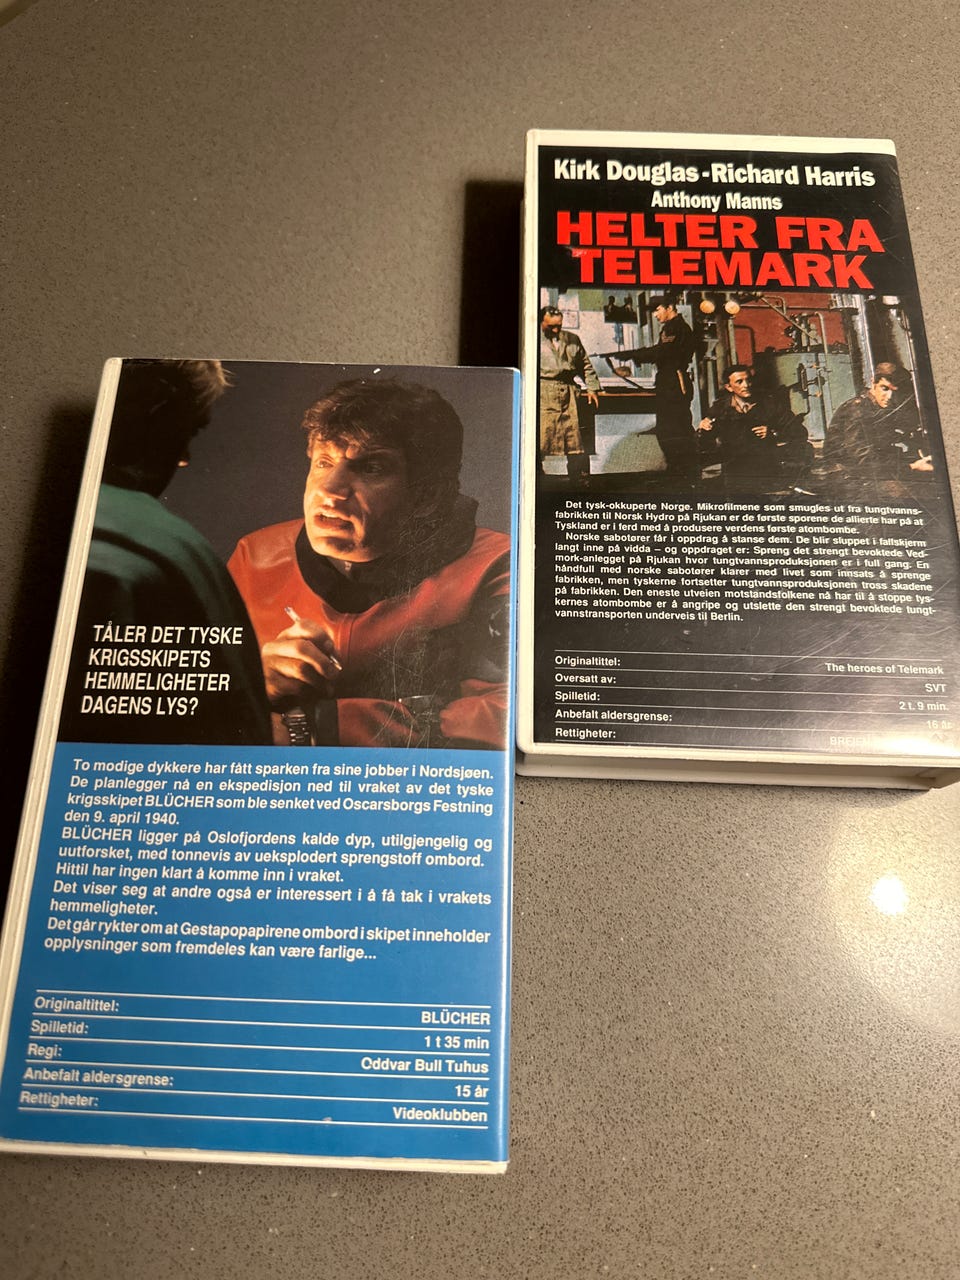 Kirk Douglas - Richard Harris
Anthony Manns
HELTER FRA
TELEMARK
Det tysk-okkuperte Norge. Mikrofilmene som smugles ut fra tungtvanns-
fabrikken til Norsk Hydro på Rjukan er de første sporene de allierte har på at
Tyskland er i ferd med å produsere verdens første atombombe.
Norske sabotører får i oppdrag å stanse dem. De blir sluppet i fallskjerm
langt inne på vidda – og oppdraget er: Spreng det strengt bevoktede Ved-
mork-anlegget på Rjukan hvor tungtvannsproduksjonen er i full gang. En
håndfull med norske sabotører klarer med livet som innsats å sprenge
fabrikken, men tyskerne fortsetter tungtvannsproduksjonen tross skadene
på fabrikken. Den eneste utveien motstandsfolkene nå har til å stoppe tys-
kernes atombombe er å angripe og utslette den strengt bevoktede tungt-
vannstransporten underveis til Berlin.
Originaltittel: The heroes of Telemark
Oversatt av: SVT
Spilletid: 2 t. 9 min.
Anbefalt aldersgrense: 16 år
Rettigheter:
TÅLER DET TYSKE
KRIGSSKIPETS
HEMMELIGHETER
DAGENS LYS?
To modige dykkere har fått sparken fra sine jobber i Nordsjøen.
De planlegger nå en ekspedisjon ned til vraket av det tyske
krigsskipet BLÜCHER som ble senket ved Oscarsborgs Festning
den 9. april 1940.
BLÜCHER ligger på Oslofjordens kalde dyp, utilgjengelig og
uutforsket, med tonnevis av ueksplodert sprengstoff ombord.
Hittil har ingen klart å komme inn i vraket.
Det viser seg at andre også er interessert i å få tak i vrakets
hemmeligheter.
Det går rykter om at Gestapopapirene ombord i skipet inneholder
opplysninger som fremdeles kan være farlige...
Originaltittel: BLÜCHER
Spilletid: 1 t 35 min
Regi: Oddvar Bull Tuhus
Anbefalt aldersgrense: 15 år
Rettigheter: Videoklubben